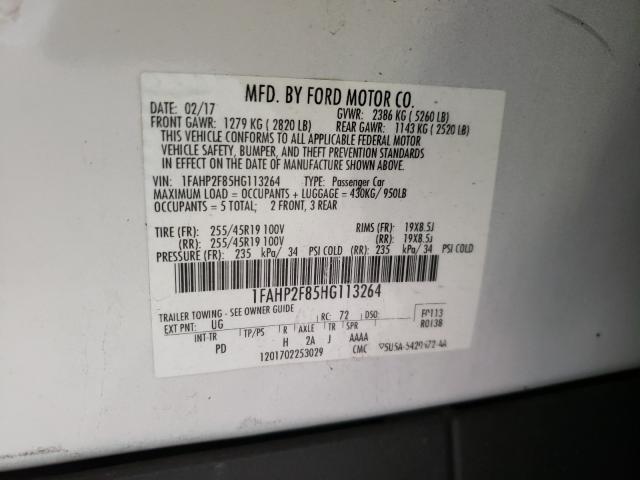 MFD. BY FORD MOTOR CO.
DATE: 02/17 GVWR: 2386 KG ( 5260 LB)
FRONT GAWR: 1279 KG ( 2820 LB) REAR GAWR: 1143 KG ( 2520 LB)
THIS VEHICLE CONFORMS TO ALL APPLICABLE FEDERAL MOTOR
VEHICLE SAFETY, BUMPER, AND THEFT PREVENTION STANDARDS
IN EFFECT ON THE DATE OF MANUFACTURE SHOWN ABOVE.
VIN: 1FAHP2F85HG113264 TYPE: Passenger Car
MAXIMUM LOAD = OCCUPANTS + LUGGAGE = 430KG/ 950LB
OCCUPANTS = 5 TOTAL; 2 FRONT, 3 REAR
TIRE (FR): 255/45R19 100V RIMS (FR): 19X8.5J
(RR): 255/45R19 100V (RR): 19X8.5J
PRESSURE (FR): 235 kPa/ 34 PSI COLD (RR): 235 kPa/ 34 PSI COLD
1FAHP2F85HG113264
TRAILER TOWING - SEE OWNER GUIDE
EXT PNT: UG RC: 72 DSO: F0113
R0138
INT TR TP/PS R AXLE TR SPR
PD H 2A J AAAA
1201702253029 CMC